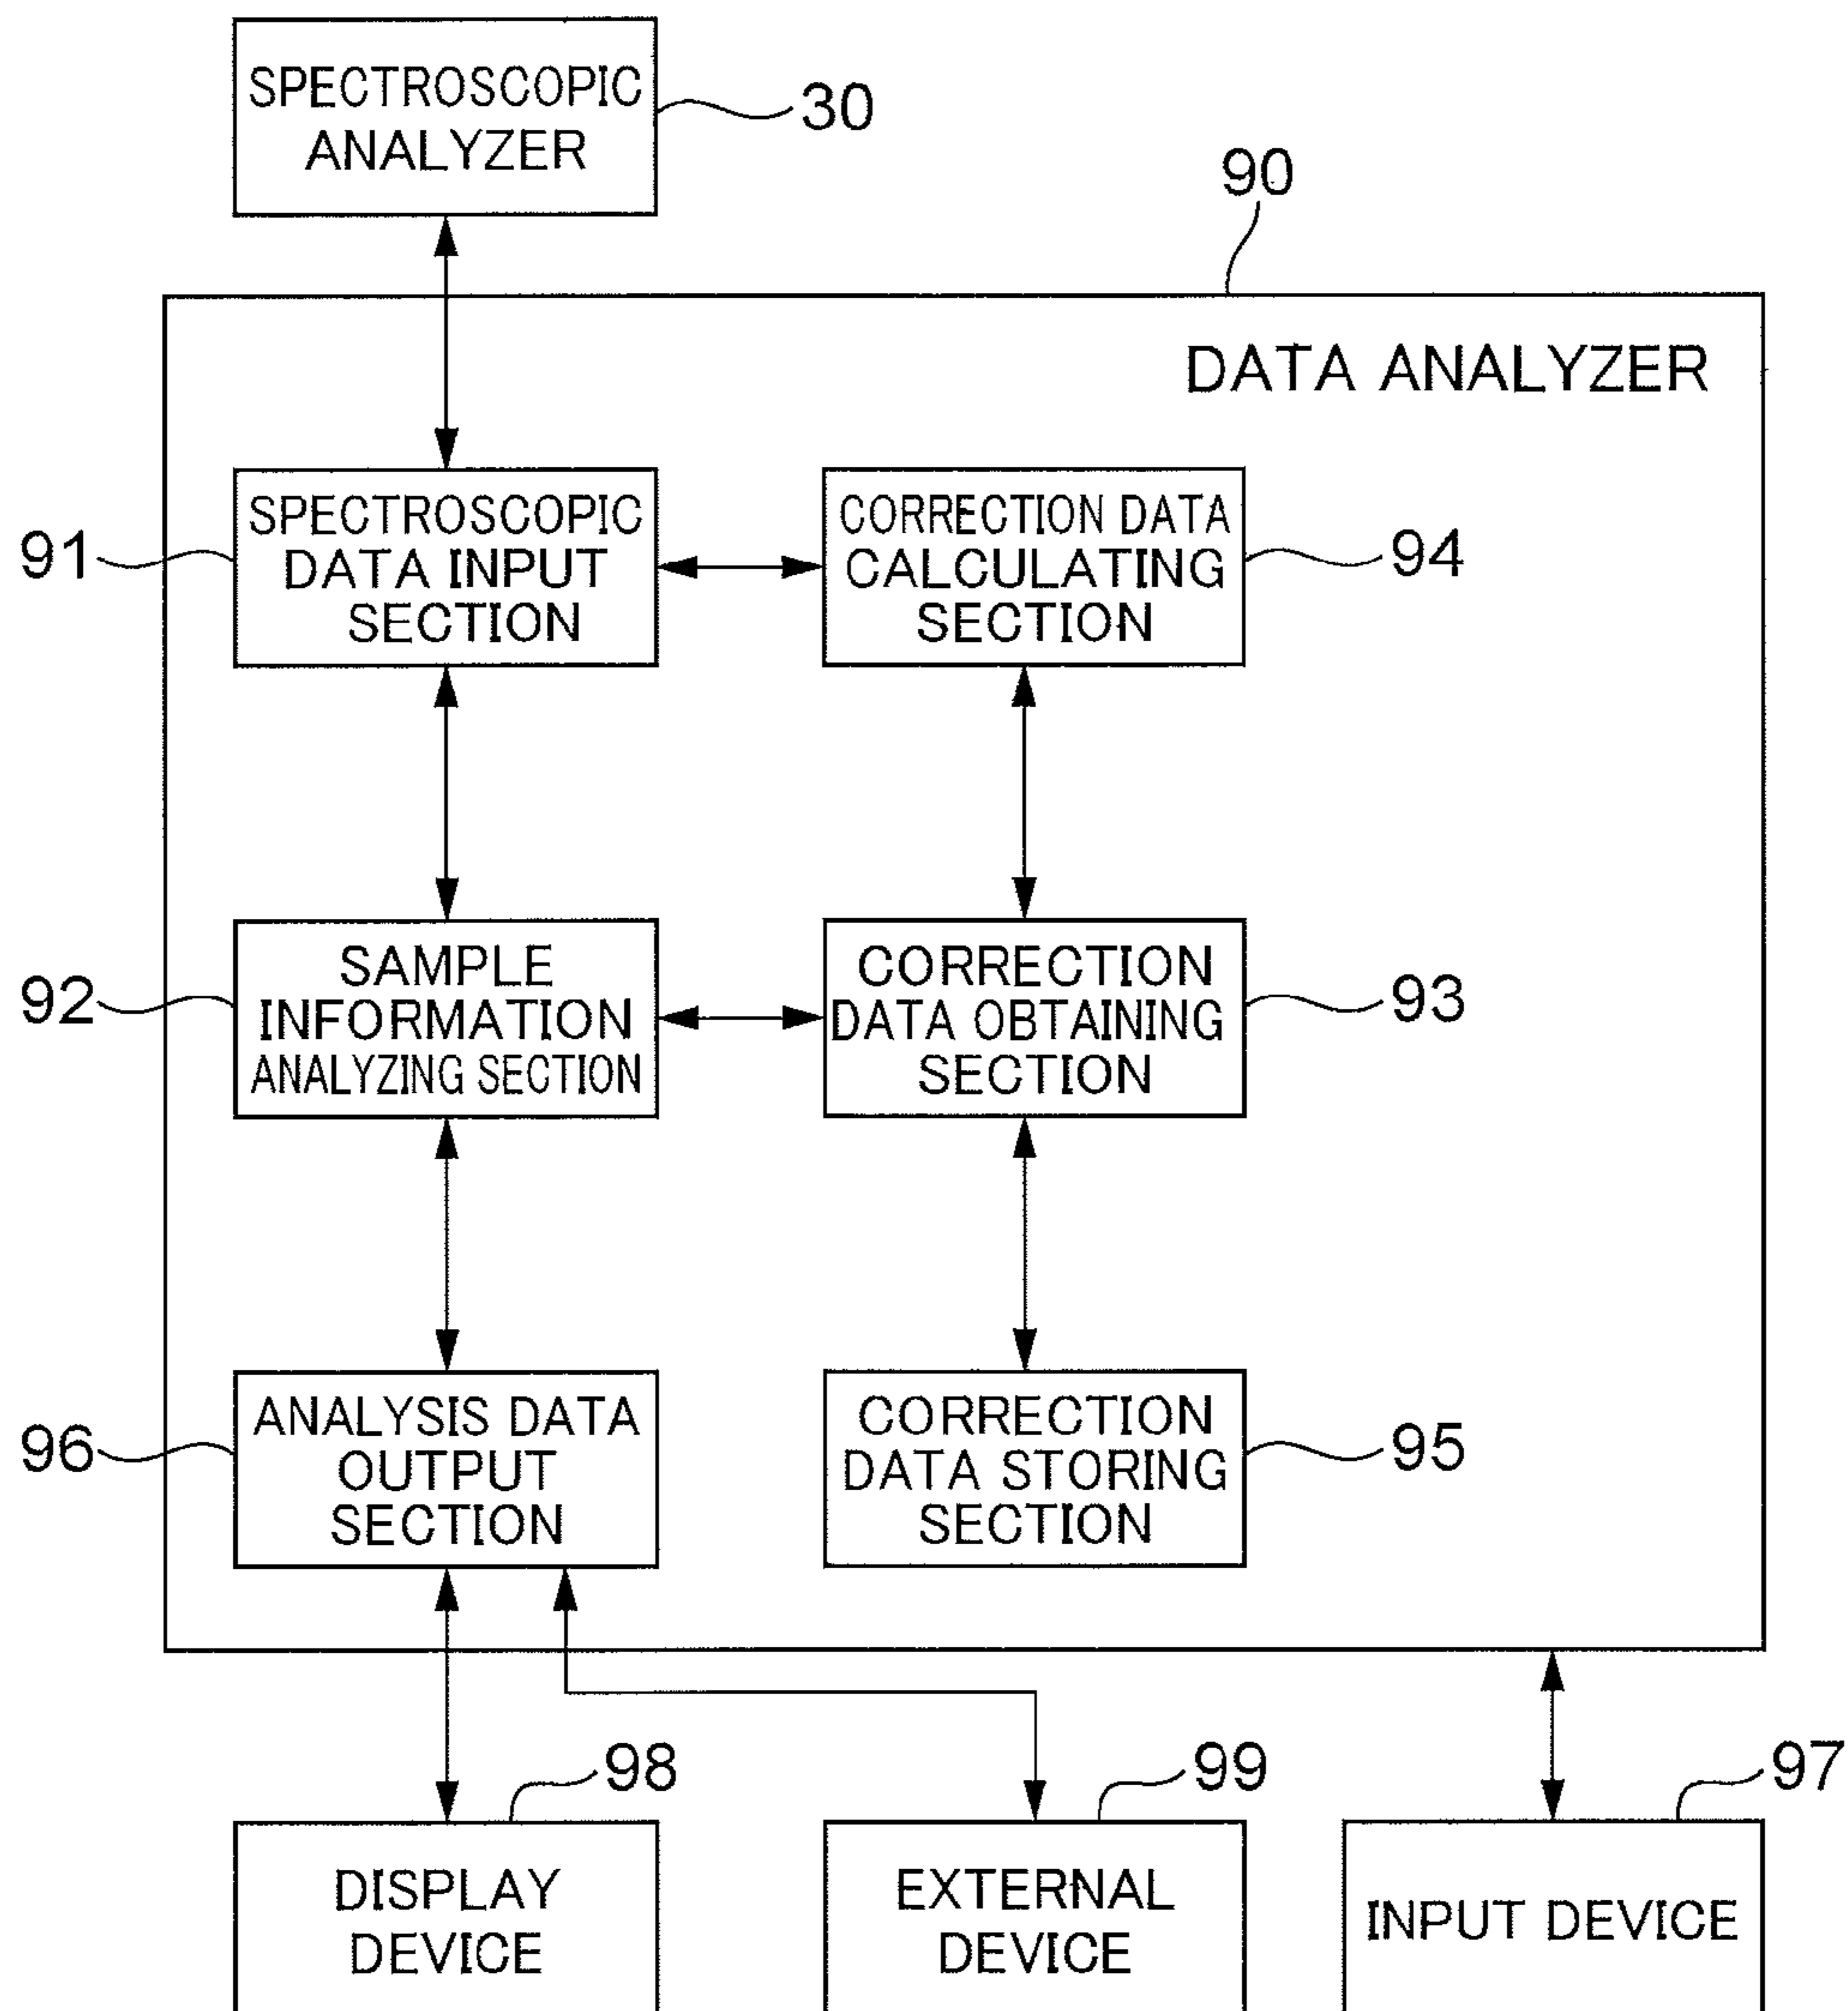 SPECTROSCOPIC
ANALYZER
30
90
DATA ANALYZER
91
SPECTROSCOPIC
DATA INPUT
SECTION
CORRECTION DATA
CALCULATING
SECTION
94
92
SAMPLE
INFORMATION
ANALYZING SECTION
CORRECTION
DATA OBTAINING
SECTION
93
96
ANALYSIS DATA
OUTPUT
SECTION
CORRECTION
DATA STORING
SECTION
95
98
99
97
DISPLAY
DEVICE
EXTERNAL
DEVICE
INPUT DEVICE